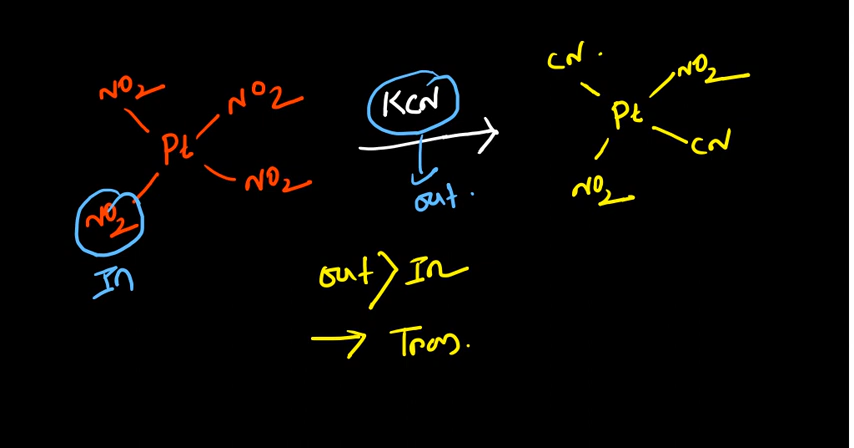 NO2
NO2
Pt
NO2
NO2
In
KCN
out.
CN.
NO2
Pt
CN
NO2
out > In
→ Trans.